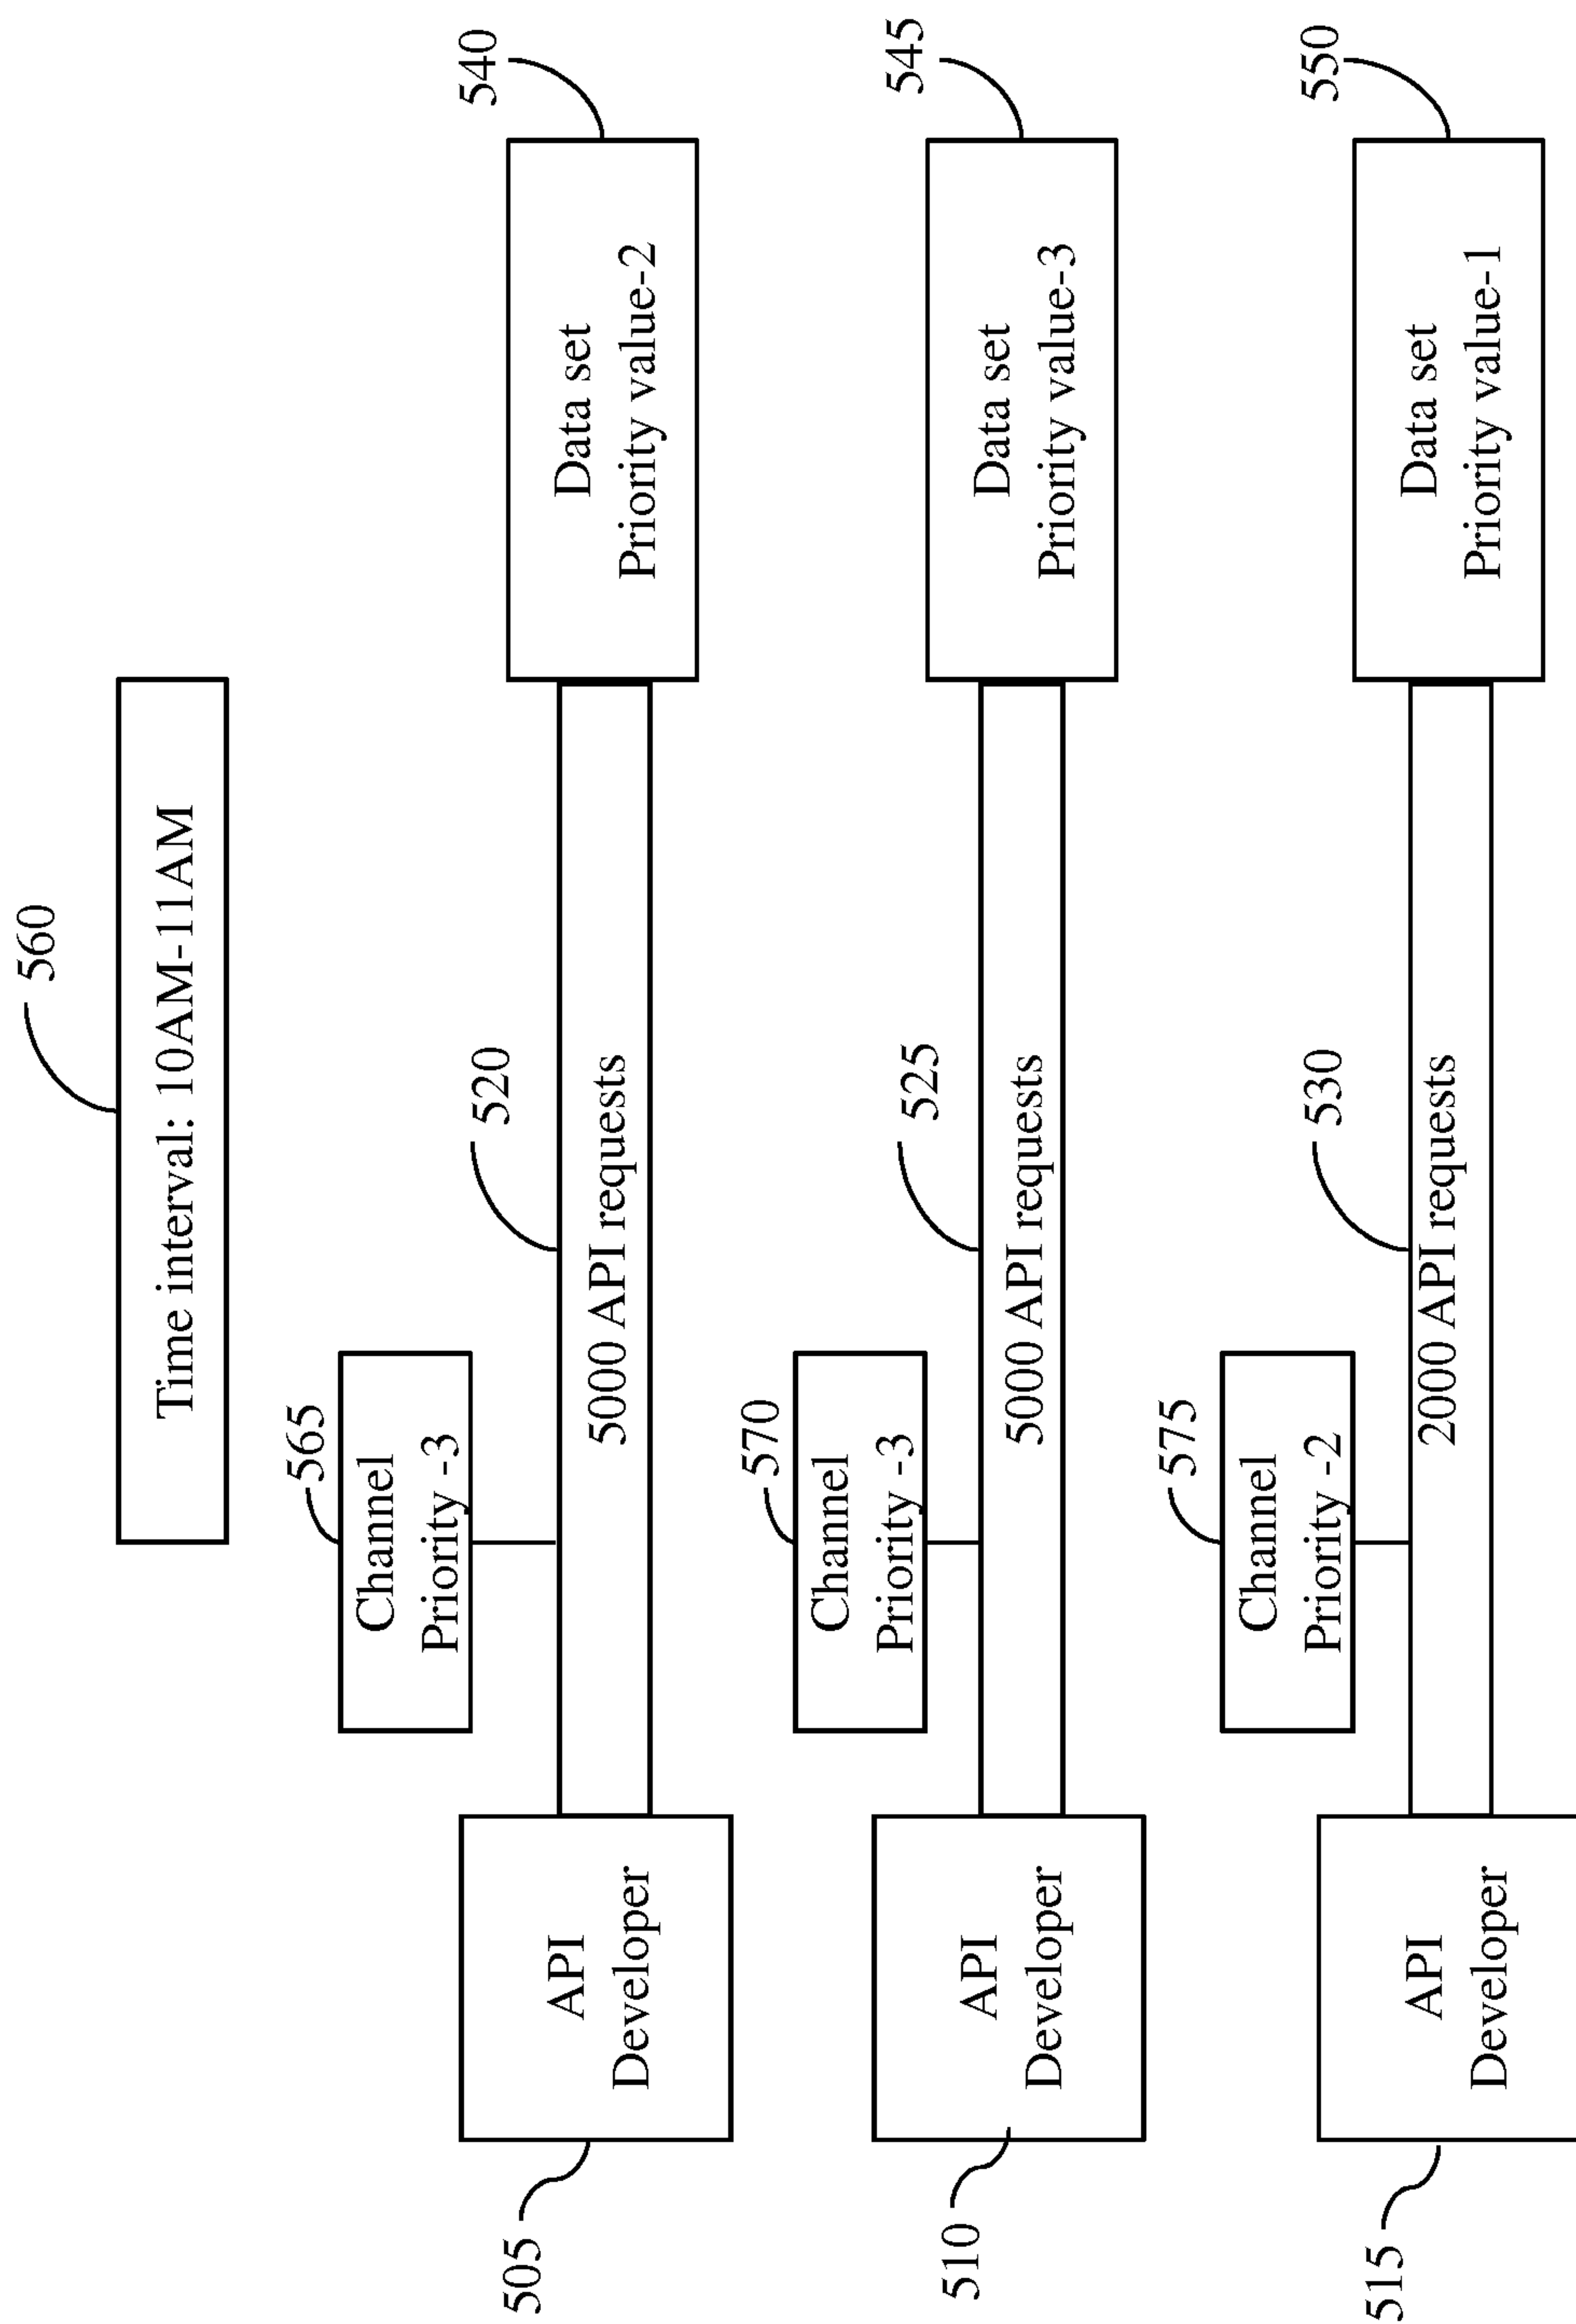 560
Time interval: 10AM-11AM
565
Channel
Priority -3
520
540
505
API
Developer
5000 API requests
Data set
Priority value-2
570
Channel
Priority -3
525
545
510
API
Developer
5000 API requests
Data set
Priority value-3
575
Channel
Priority -2
530
550
515
API
Developer
2000 API requests
Data set
Priority value-1